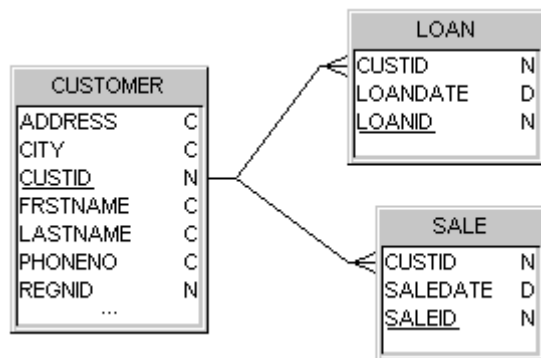 CUSTOMER
ADDRESS C
CITY C
CUSTID N
FRSTNAME C
LASTNAME C
PHONENO C
REGNID N
...
LOAN
CUSTID N
LOANDATE D
LOANID N
SALE
CUSTID N
SALEDATE D
SALEID N